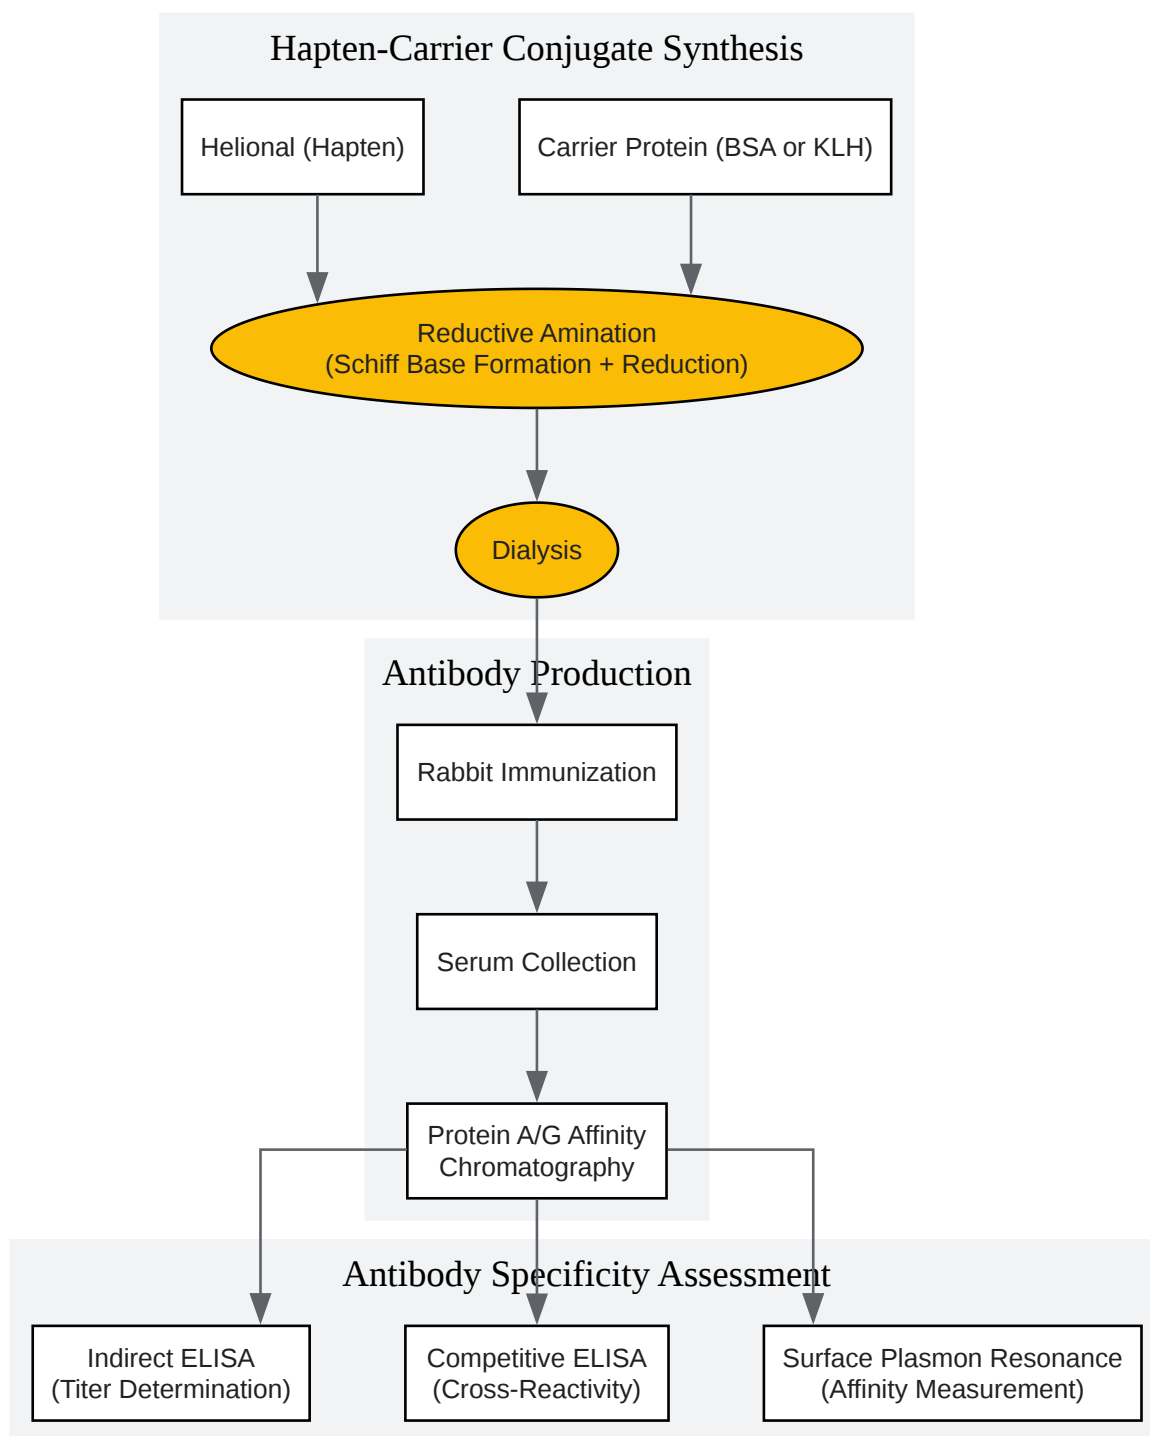 Hapten-Carrier Conjugate Synthesis
Helional (Hapten)
Carrier Protein (BSA or KLH)
Reductive Amination
(Schiff Base Formation + Reduction)
Dialysis
Antibody Production
Rabbit Immunization
Serum Collection
Protein A/G Affinity
Chromatography
Antibody Specificity Assessment
Indirect ELISA
(Titer Determination)
Competitive ELISA
(Cross-Reactivity)
Surface Plasmon Resonance
(Affinity Measurement)